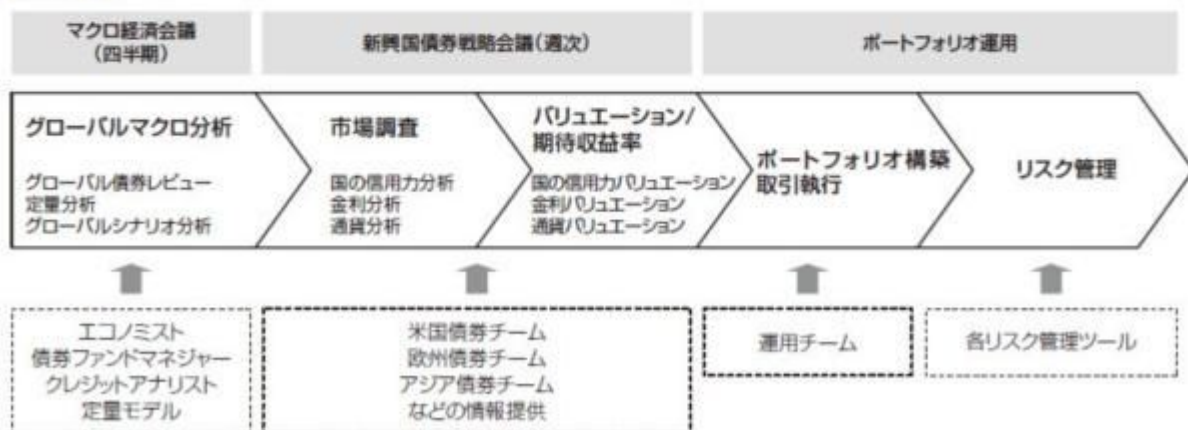 マクロ経済会議
(四半期)
新興国債券戦略会議(週次)
ポートフォリオ運用
グローバルマクロ分析
グローバル債券レビュー
定量分析
グローバルシナリオ分析
市場調査
国の信用力分析
金利分析
通貨分析
バリュエーション/
期待収益率
国の信用力バリュエーション
金利バリュエーション
通貨バリュエーション
ポートフォリオ構築
取引執行
リスク管理
エコノミスト
債券ファンドマネジャー
クレジットアナリスト
定量モデル
米国債券チーム
欧州債券チーム
アジア債券チーム
などの情報提供
運用チーム
各リスク管理ツール